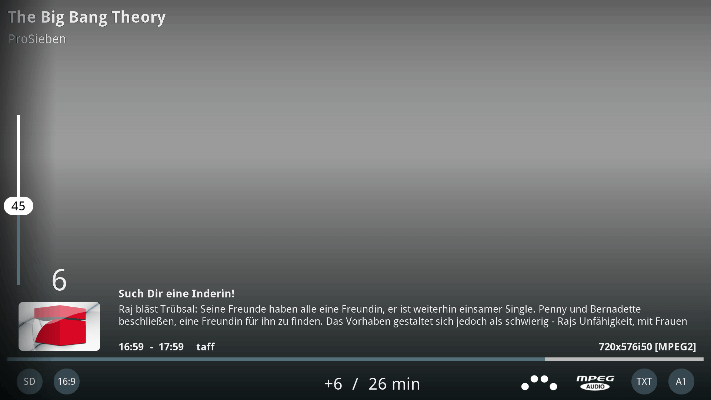 The Big Bang Theory
ProSieben
45
6
Such Dir eine Inderin!
Raj bläst Trübsal: Seine Freunde haben alle eine Freundin, er ist weiterhin einsamer Single. Penny und Bernadette
beschließen, eine Freundin für ihn zu finden. Das Vorhaben gestaltet sich jedoch als schwierig - Rajs Unfähigkeit, mit Frauen
16:59 - 17:59 taff 720x576i50 [MPEG2]
SD 16:9 +6 / 26 min MPEG AUDIO TXT A1